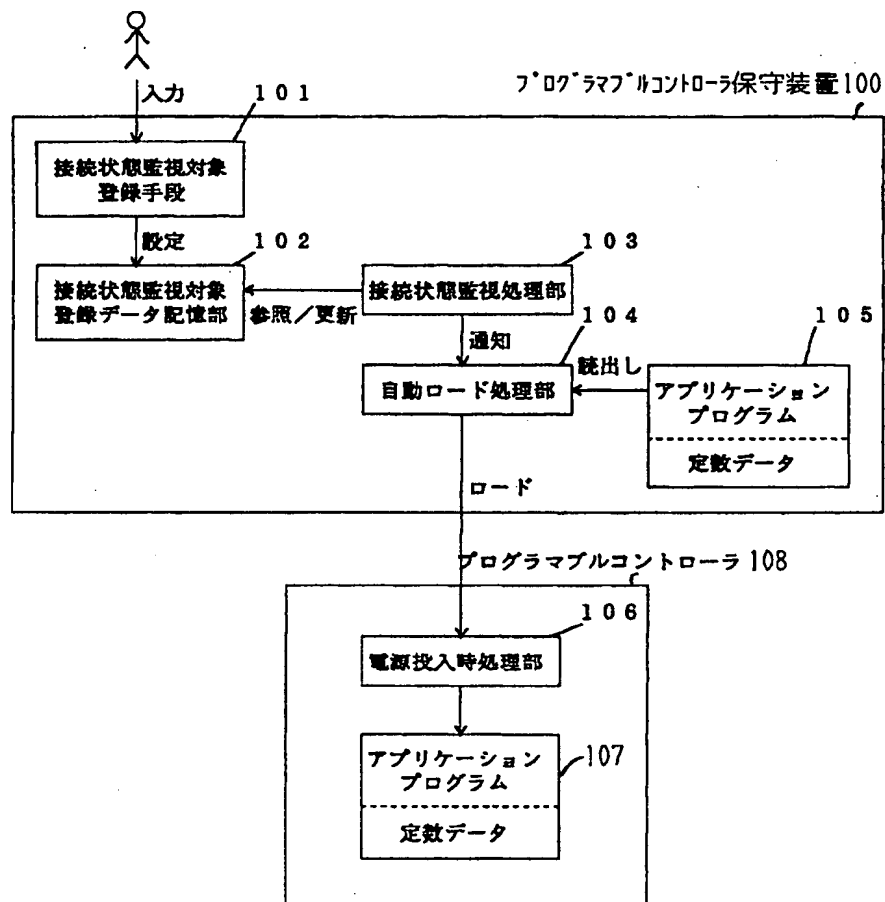 プログラマブルコントローラ保守装置100
入力
101
接続状態監視対象
登録手段
設定
102
103
接続状態監視対象
登録データ記憶部
参照/更新
接続状態監視処理部
104
105
通知
読出し
自動ロード処理部
アプリケーション
プログラム
定数データ
ロード
プログラマブルコントローラ108
106
電源投入時処理部
アプリケーション
プログラム
107
定数データ